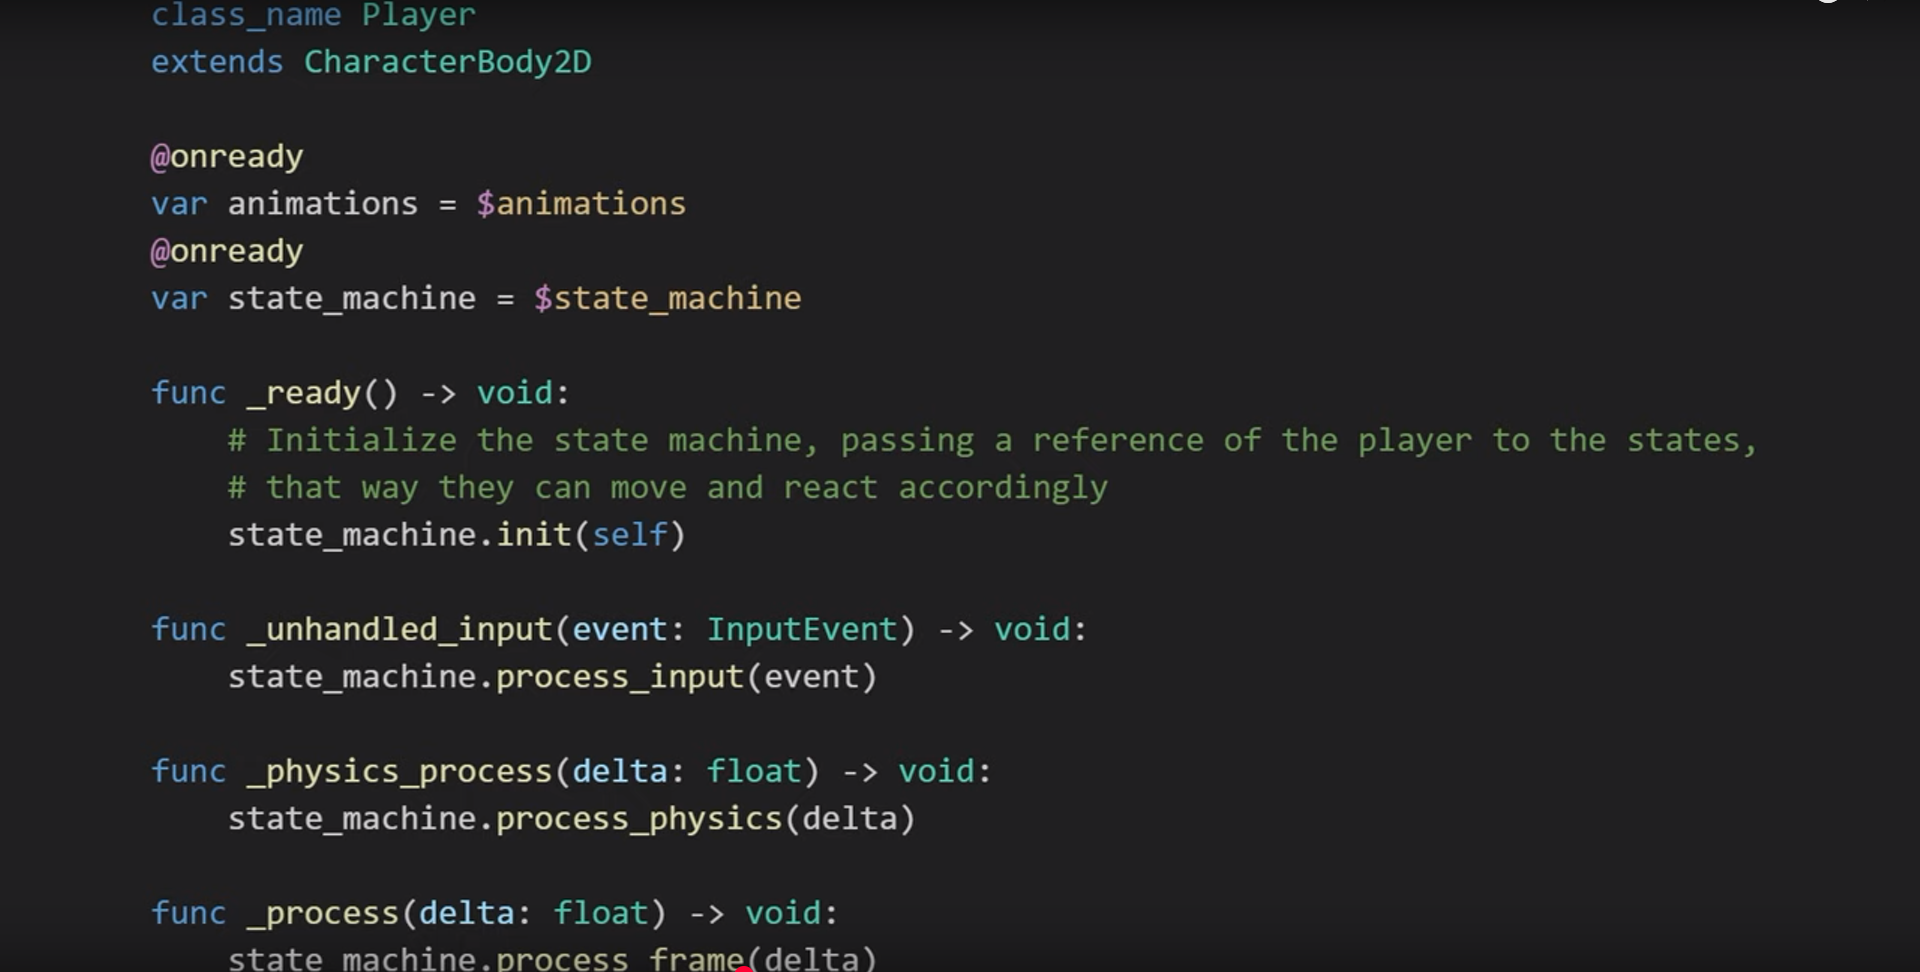 class_name Player
extends CharacterBody2D
@onready
var animations = $animations
@onready
var state_machine = $state_machine
func _ready() -> void:
# Initialize the state machine, passing a reference of the player to the states,
# that way they can move and react accordingly
state_machine.init(self)
func _unhandled_input(event: InputEvent) -> void:
state_machine.process_input(event)
func _physics_process(delta: float) -> void:
state_machine.process_physics(delta)
func _process(delta: float) -> void:
state_machine.process_frame(delta)